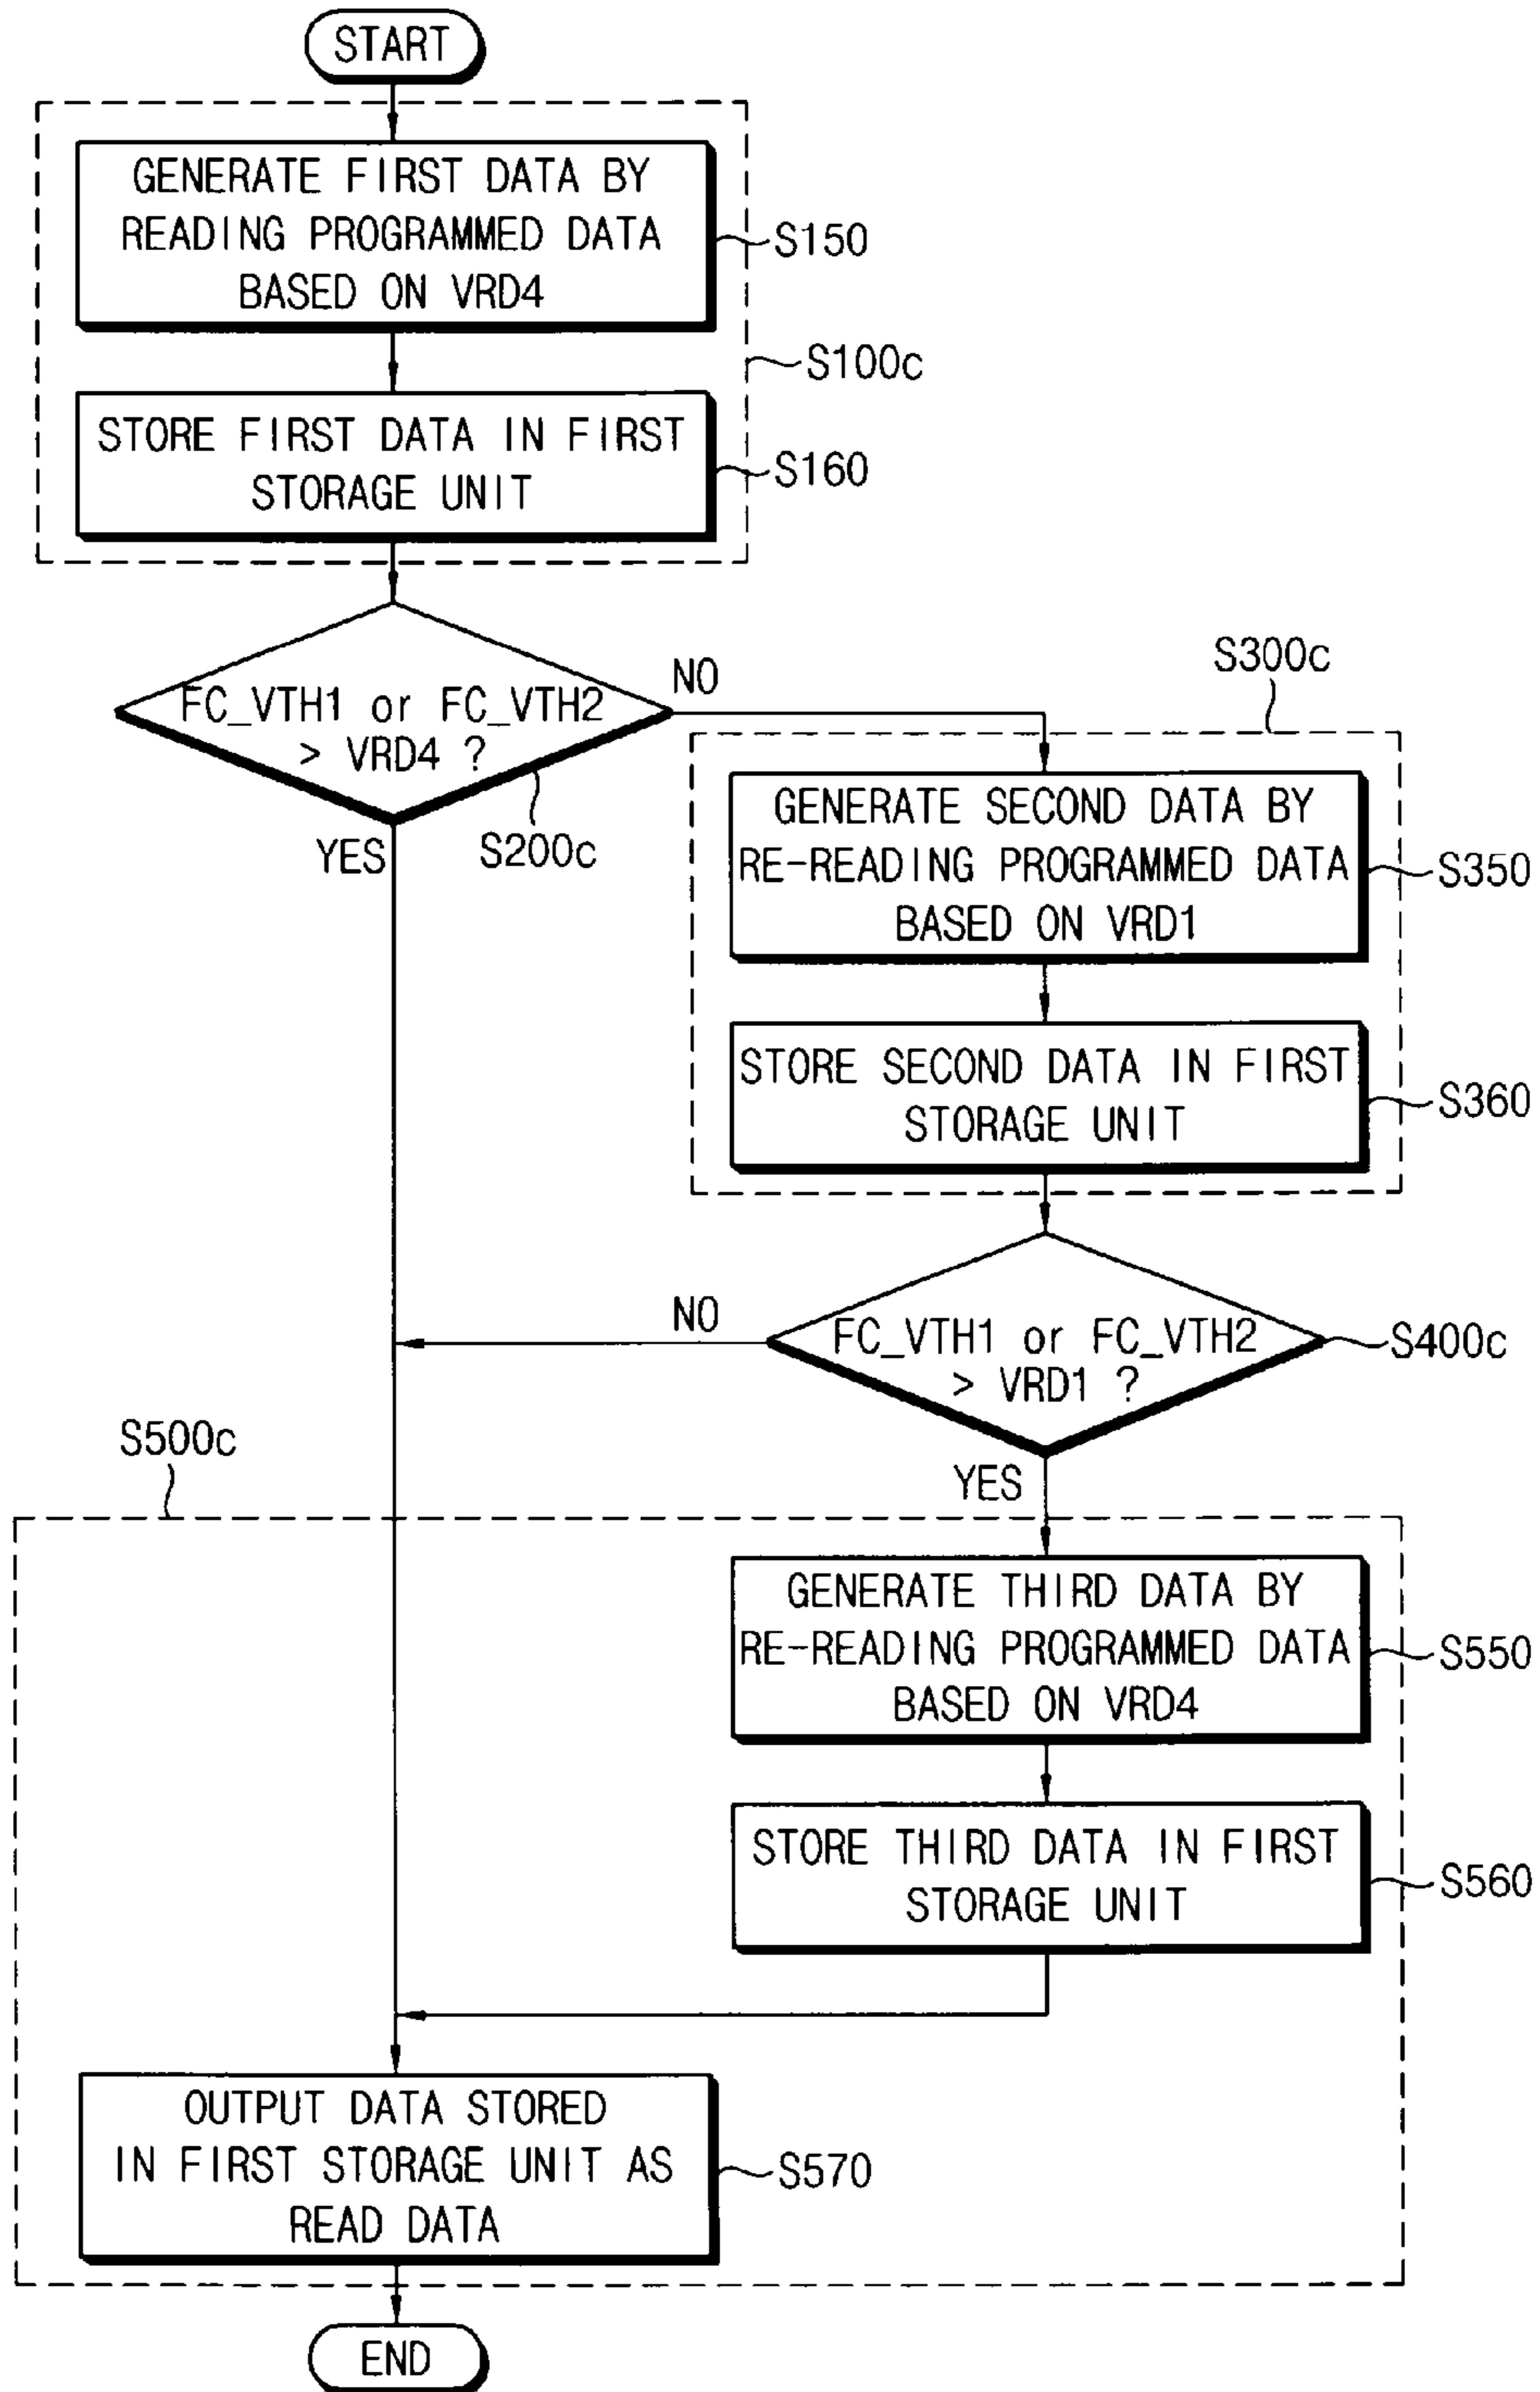 START
GENERATE FIRST DATA BY
READING PROGRAMMED DATA
BASED ON VRD4
S150
S100c
STORE FIRST DATA IN FIRST
STORAGE UNIT
S160
FC_VTH1 or FC_VTH2
> VRD4 ?
NO
YES
S200c
S300c
GENERATE SECOND DATA BY
RE-READING PROGRAMMED DATA
BASED ON VRD1
S350
STORE SECOND DATA IN FIRST
STORAGE UNIT
S360
FC_VTH1 or FC_VTH2
> VRD1 ?
NO
S400c
YES
S500c
GENERATE THIRD DATA BY
RE-READING PROGRAMMED DATA
BASED ON VRD4
S550
STORE THIRD DATA IN FIRST
STORAGE UNIT
S560
OUTPUT DATA STORED
IN FIRST STORAGE UNIT AS
READ DATA
S570
END